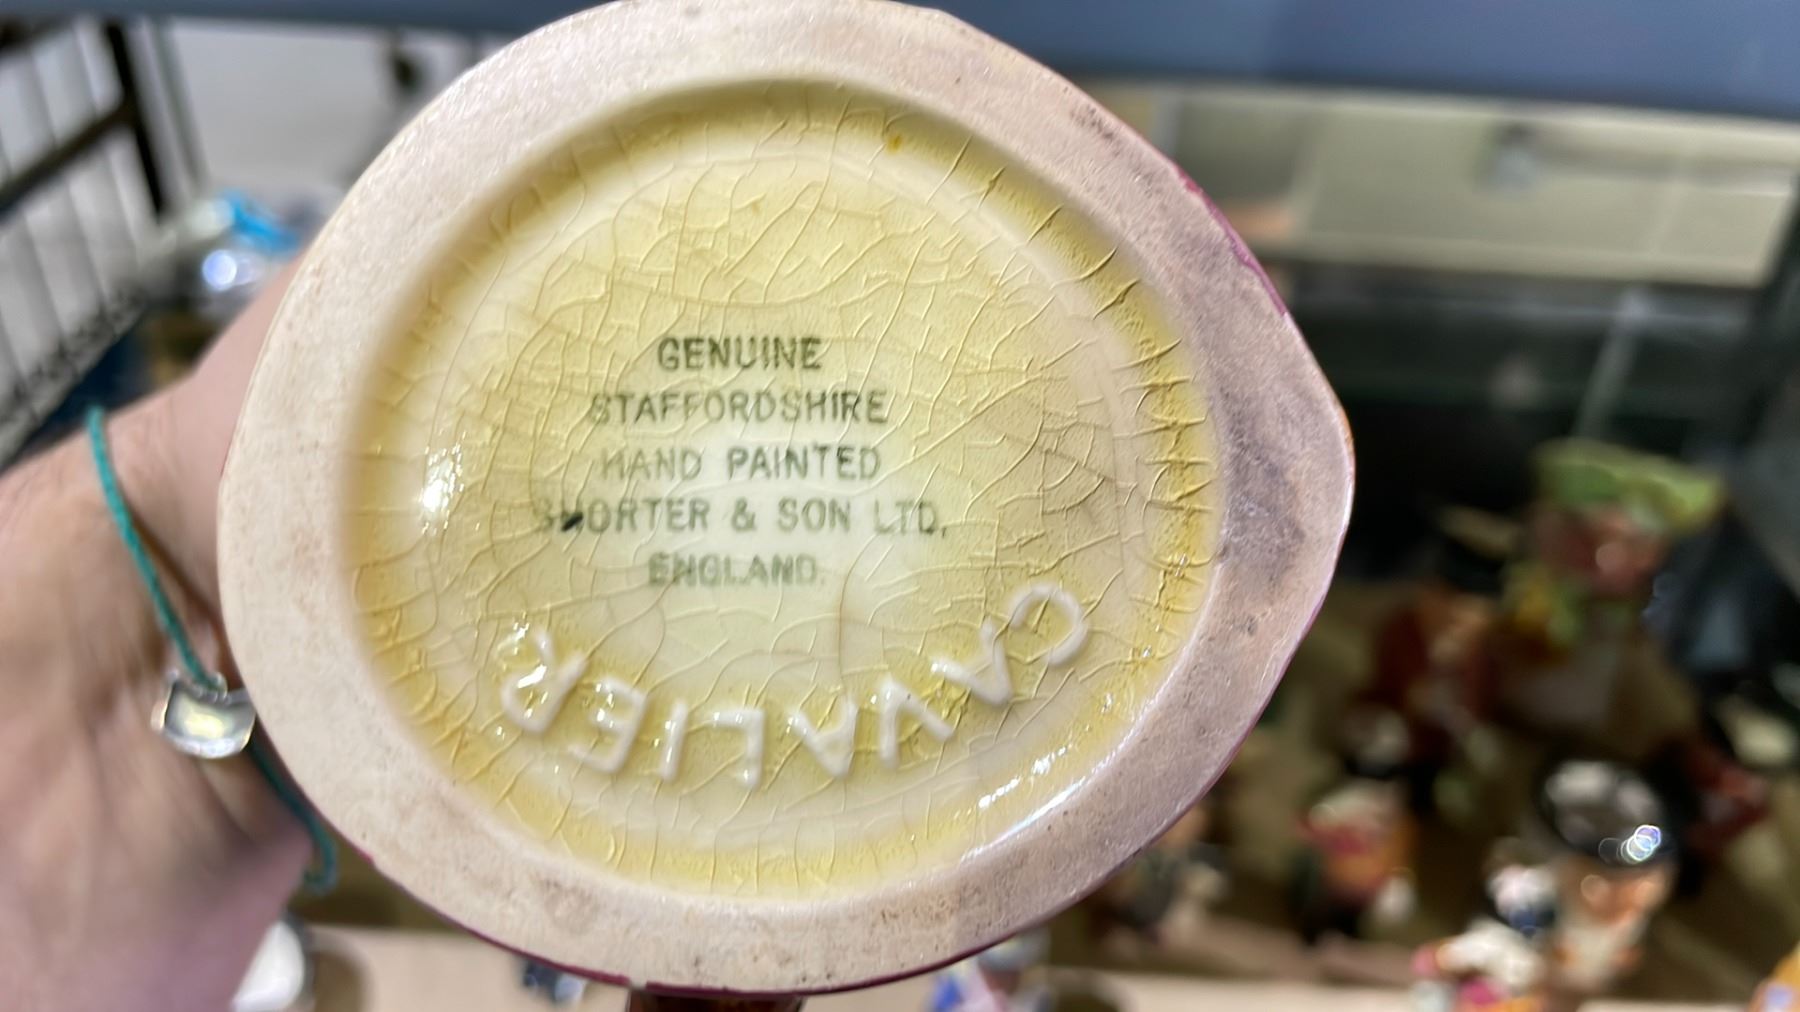 GENUINE
STAFFORDSHIRE
HAND PAINTED
SHORTER & SON LTD,
ENGLAND.
CAVALIER